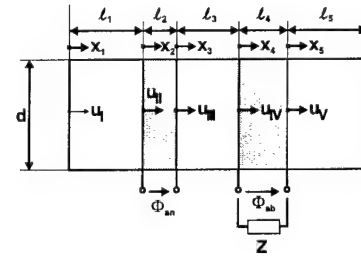 ℓ₁ ℓ₂ ℓ₃ ℓ₄ ℓ₅
x₁ x₂ x₃ x₄ x₅
d u_I u_II u_III u_IV u_V
Φ_an Φ_ab
Z